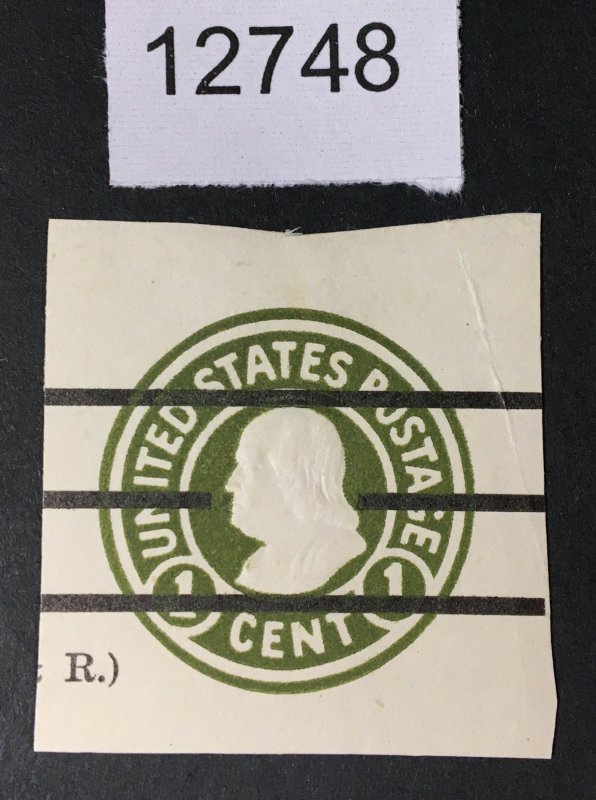 12748
UNITED STATES POSTAGE
1 1
CENT
R.)